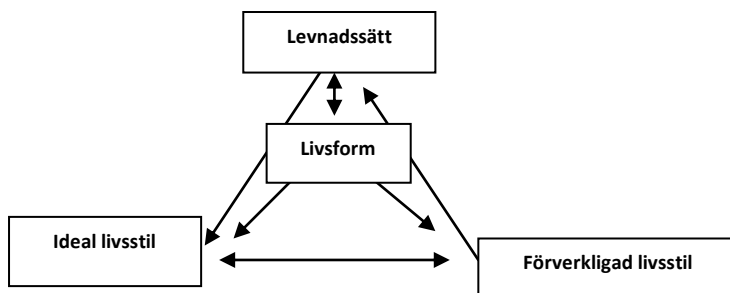 Levnadssätt
Livsform
Ideal livsstil
Förverkligad livsstil